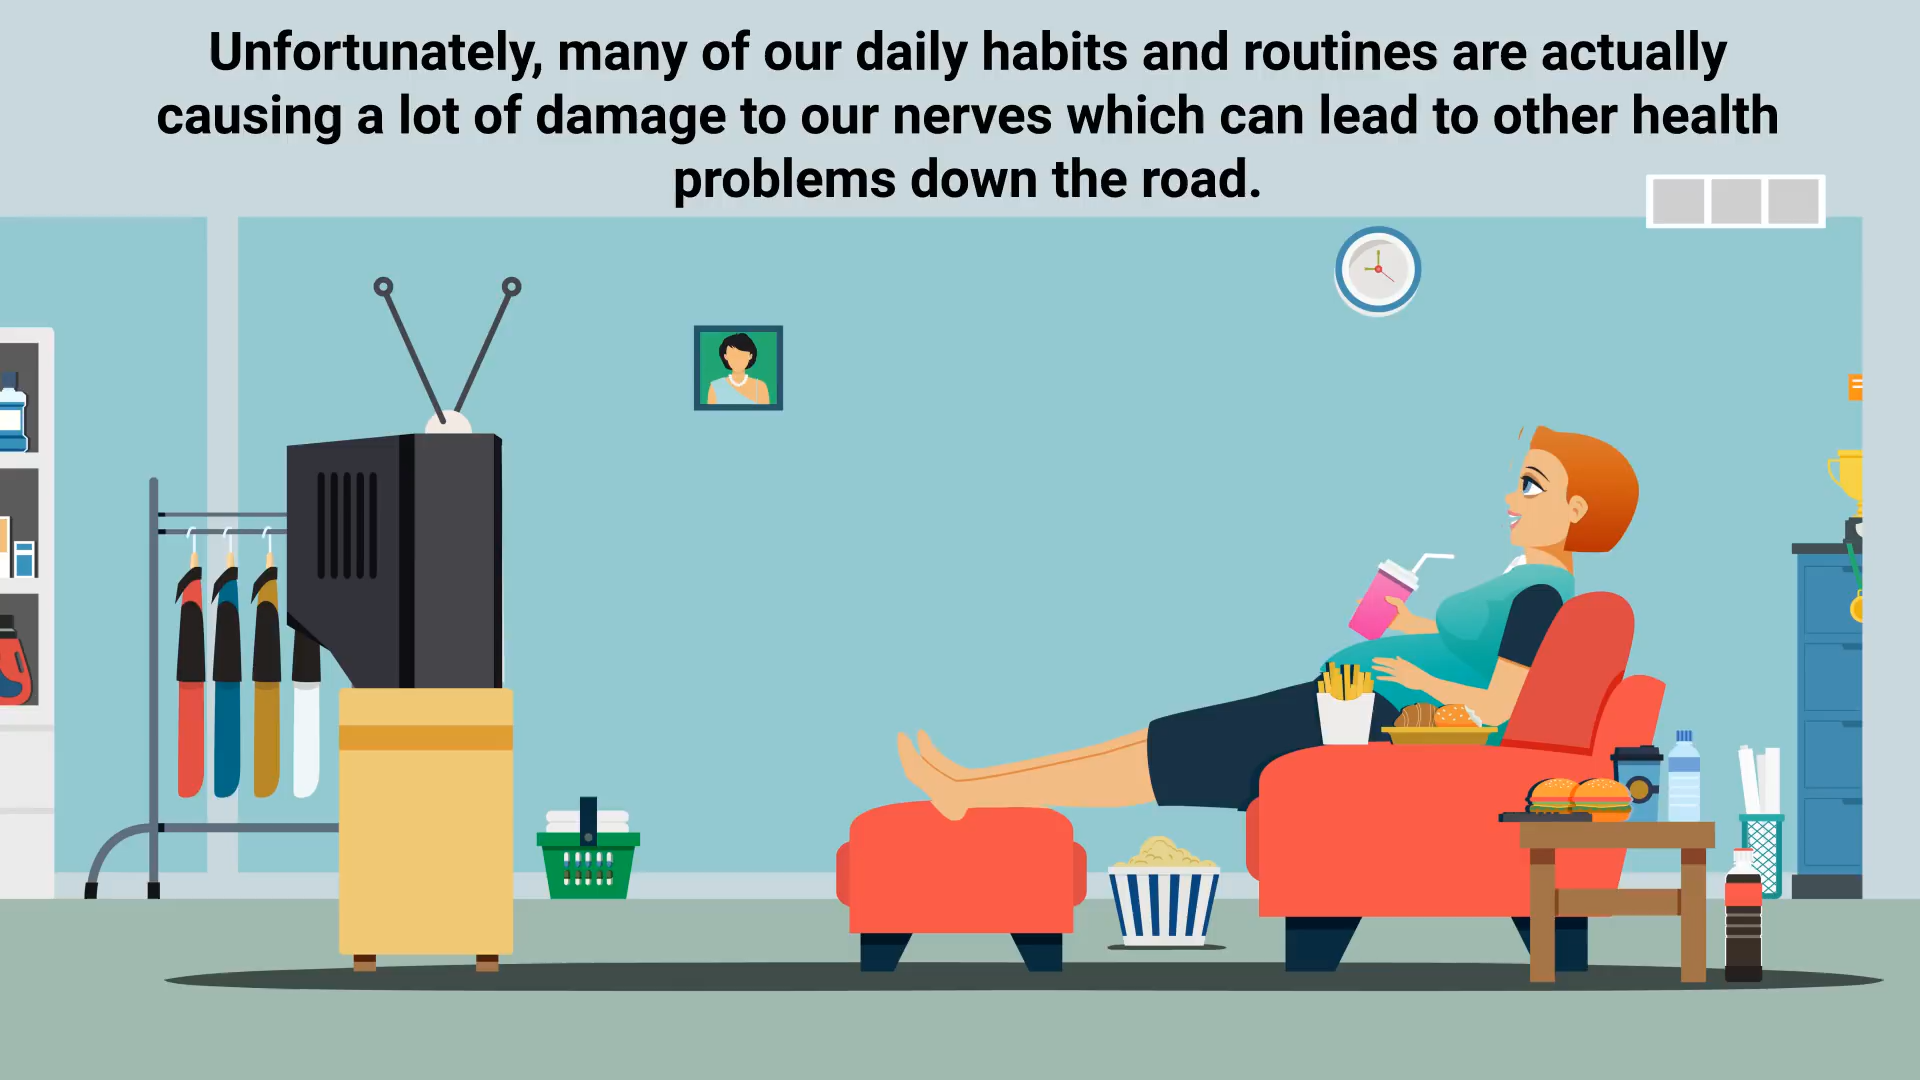 Unfortunately, many of our daily habits and routines are actually
causing a lot of damage to our nerves which can lead to other health
problems down the road.